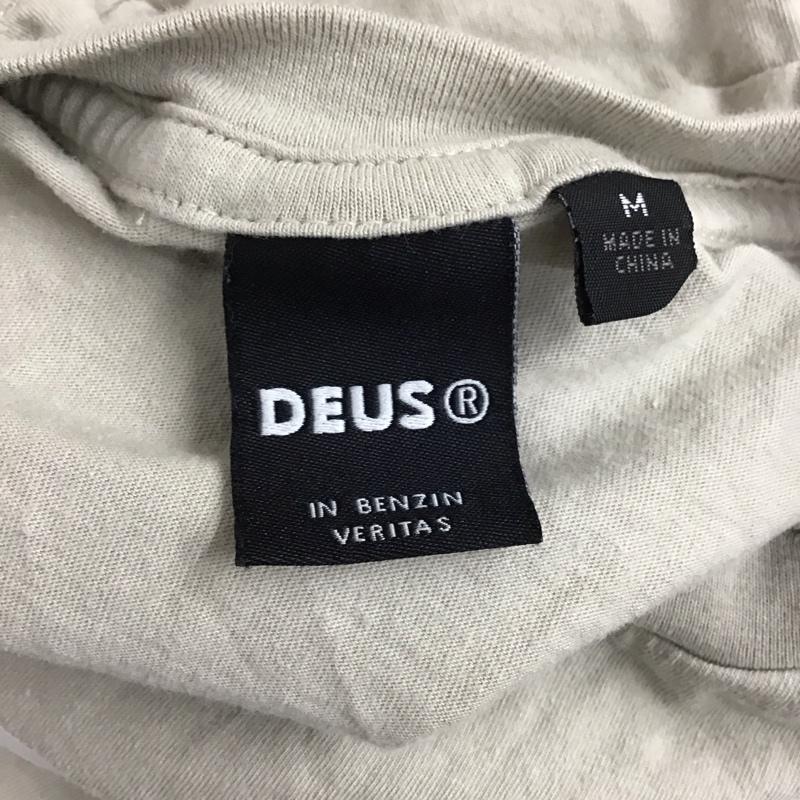 M
MADE IN
CHINA
DEUS®
IN BENZIN
VERITAS